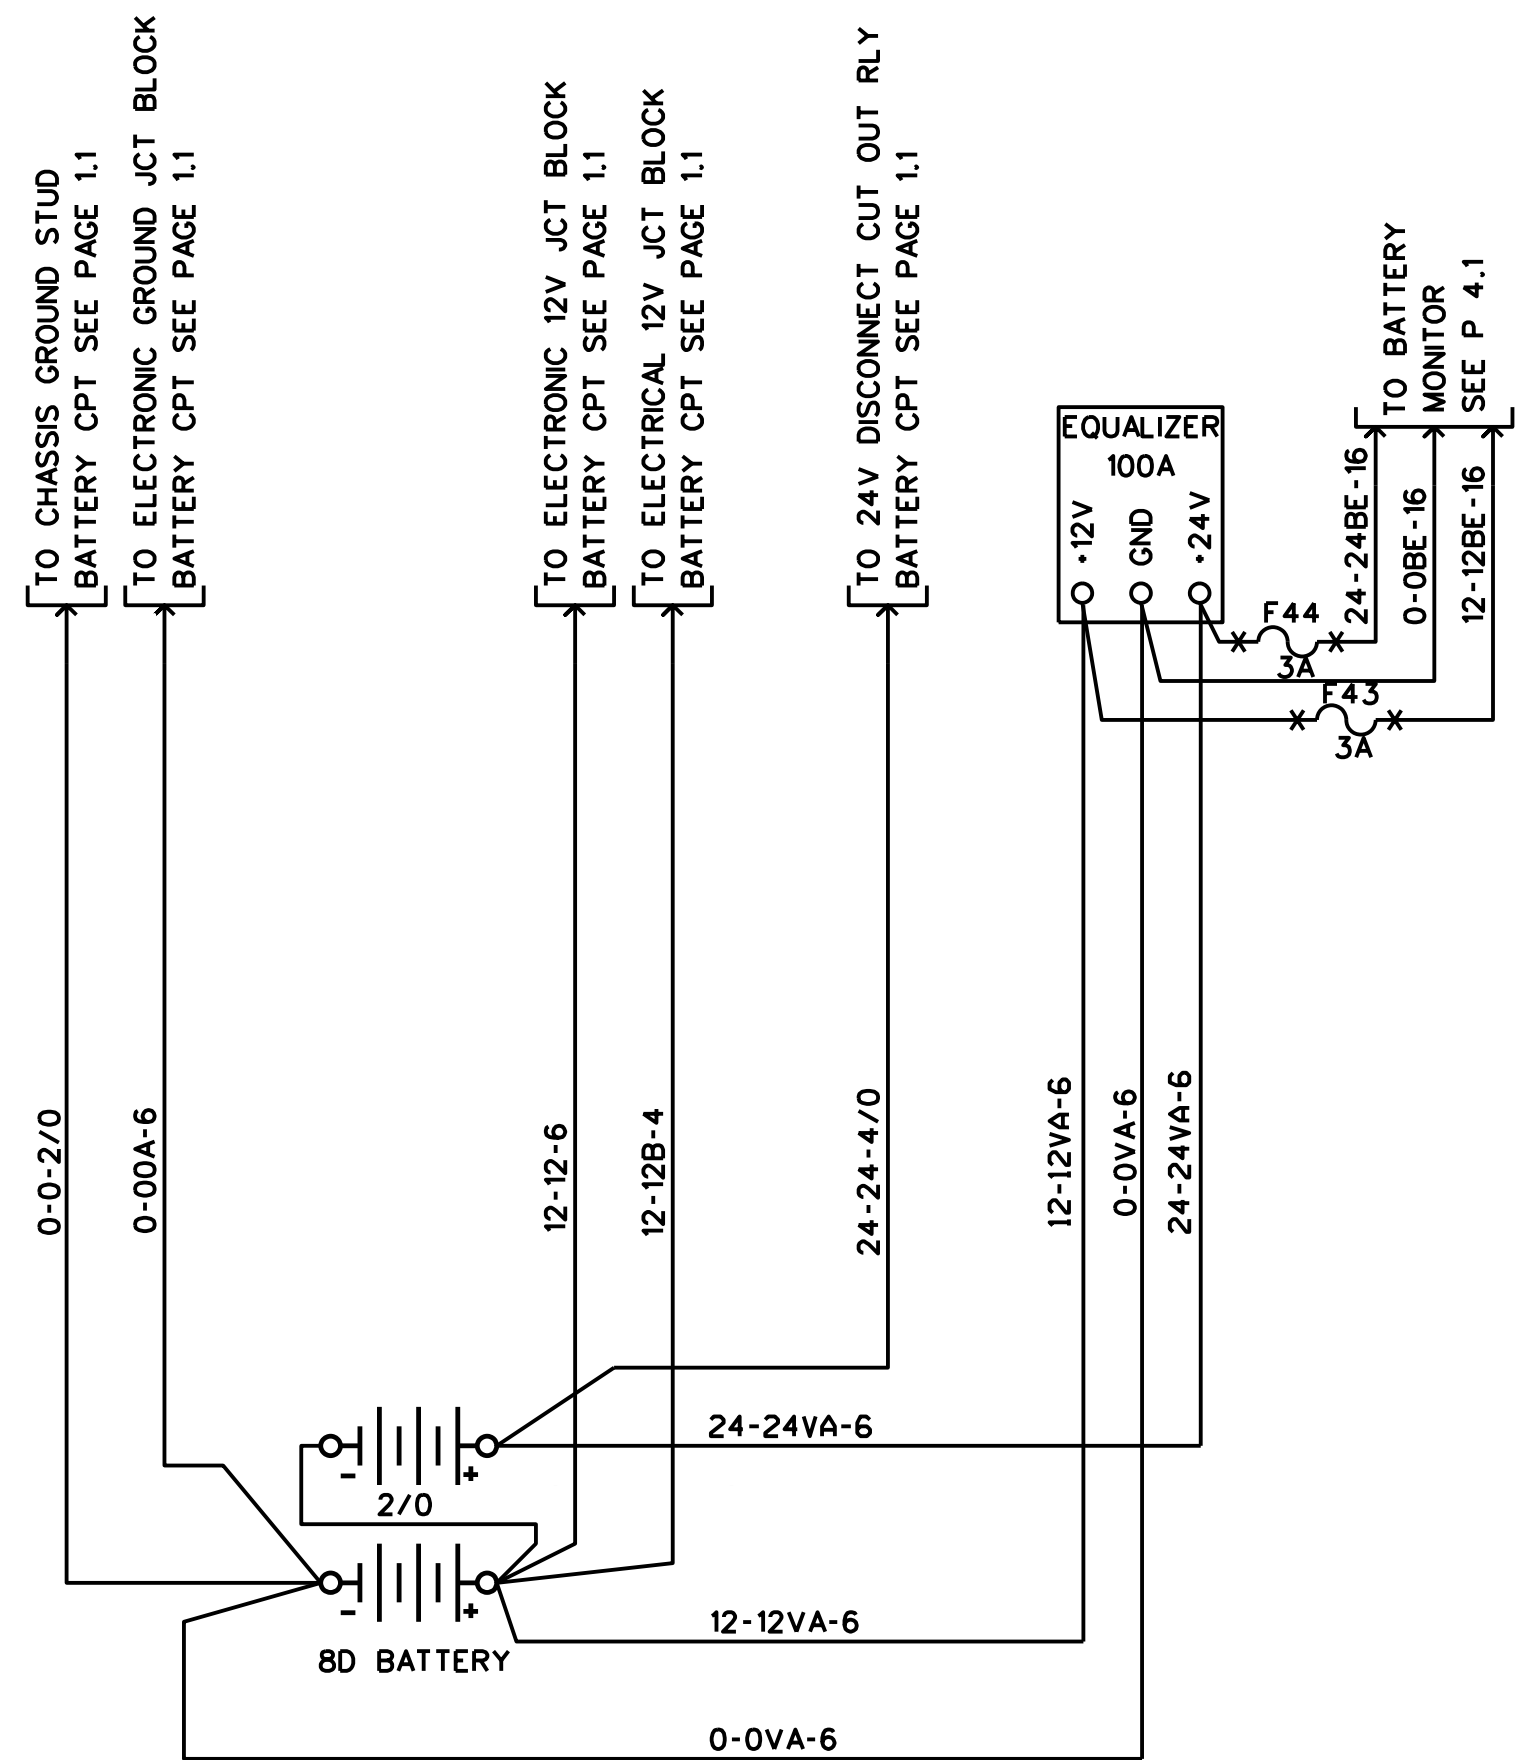 TO CHASSIS GROUND STUD
BATTERY CPT SEE PAGE 1.1
TO ELECTRONIC GROUND JCT BLOCK
BATTERY CPT SEE PAGE 1.1
TO ELECTRONIC 12V JCT BLOCK
BATTERY CPT SEE PAGE 1.1
TO ELECTRICAL 12V JCT BLOCK
BATTERY CPT SEE PAGE 1.1
TO 24V DISCONNECT CUT OUT RLY
BATTERY CPT SEE PAGE 1.1
TO BATTERY
MONITOR
SEE P 4.1
EQUALIZER
100A
+12V
GND
+24V
24-24BE-16
0-0BE-16
12-12BE-16
F44
3A
F43
3A
0-0-2/0
0-00A-6
12-12-6
12-12B-4
24-24-4/0
12-12VA-6
0-0VA-6
24-24VA-6
24-24VA-6
-
+
2/0
-
+
12-12VA-6
8D BATTERY
0-0VA-6